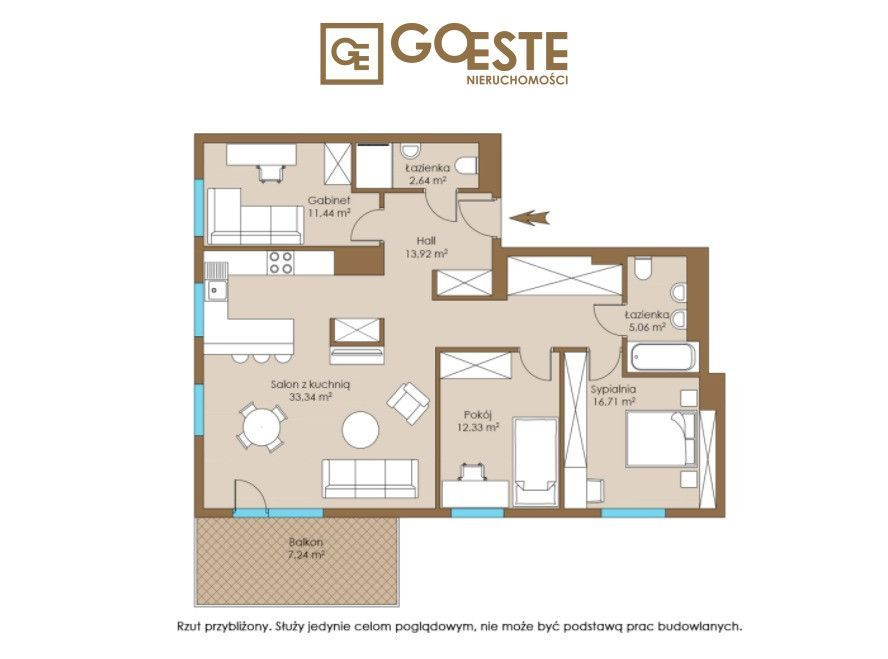 GE GOESTE
NIERUCHOMOŚCI
Łazienka
2.64 m²
Gabinet
11,44 m²
Hall
13.92 m²
Łazienka
5.06 m²
Salon z kuchnią
33,34 m²
Sypialnia
16.71 m²
Pokój
12.33 m²
Balkon
7.24 m²
Rzut przybliżony. Służy jedynie celom poglądowym, nie może być podstawą prac budowlanych.